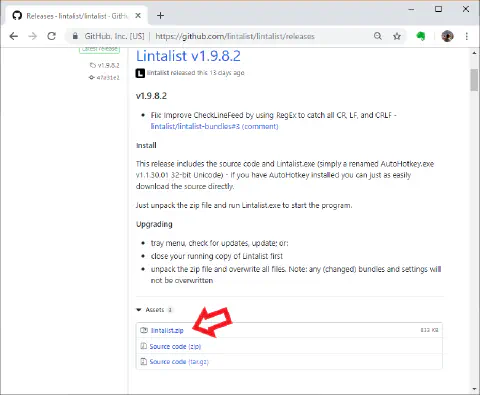 Releases · lintalist/lintalist · Gith
GitHub, Inc. [US]
https://github.com/lintalist/lintalist/releases
Latest release
v1.9.8.2
47e31e2
Lintalist v1.9.8.2
L lintalist released this 13 days ago
v1.9.8.2
Fix: Improve CheckLineFeed by using RegEx to catch all CR, LF, and CRLF -
lintalist/lintalist-bundles#3 (comment)
Install
This release includes the source code and Lintalist.exe (simply a renamed AutoHotkey.exe
v1.1.30.01 32-bit Unicode) - if you have AutoHotkey installed you can just as easily
download the source directly.
Just unpack the zip file and run Lintalist.exe to start the program.
Upgrading
tray menu, check for updates, update; or:
close your running copy of Lintalist first
unpack the zip file and overwrite all files. Note: any (changed) bundles and settings will
not be overwritten
Assets 3
lintalist.zip
833 KB
Source code (zip)
Source code (tar.gz)